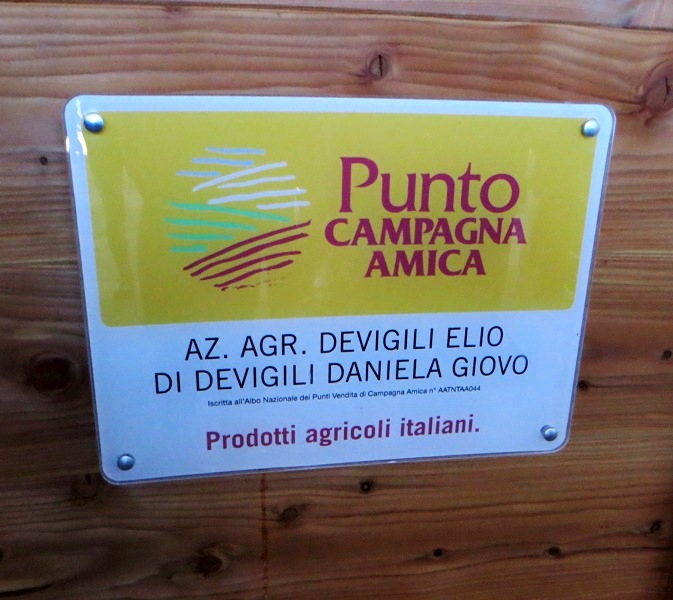 Punto
CAMPAGNA
AMICA
AZ. AGR. DEVIGILI ELIO
DI DEVIGILI DANIELA GIOVO
Iscritta all'Albo Nazionale dei Punti Vendita di Campagna Amica n° AATNTAA044
Prodotti agricoli italiani.